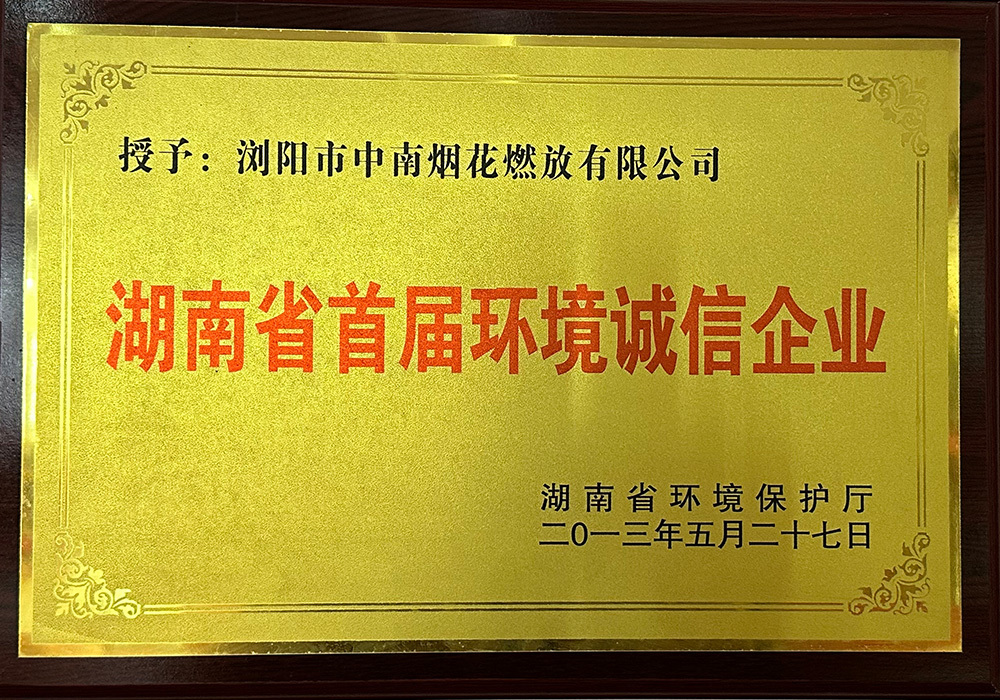 授予：浏阳市中南烟花燃放有限公司
湖南省首届环境诚信企业
湖南省环境保护厅
二0一三年五月二十七日